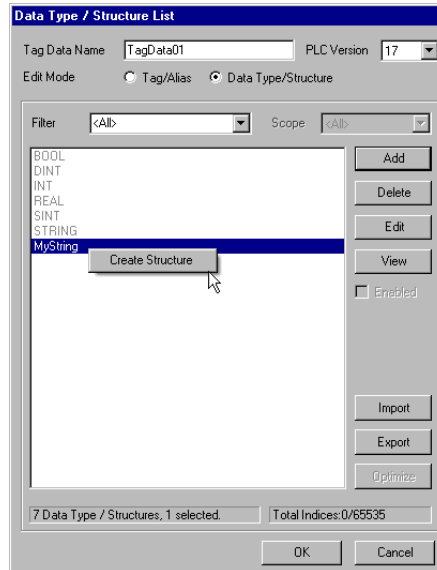 Data Type / Structure List
Tag Data Name TagData01 PLC Version 17
Edit Mode Tag/Alias Data Type/Structure
Filter <All> Scope <All>
BOOL
DINT
INT
REAL
SINT
STRING
MyString
Create Structure
Add
Delete
Edit
View
Enabled
Import
Export
Optimize
7 Data Type / Structures, 1 selected. Total Indices:0/65535
OK Cancel